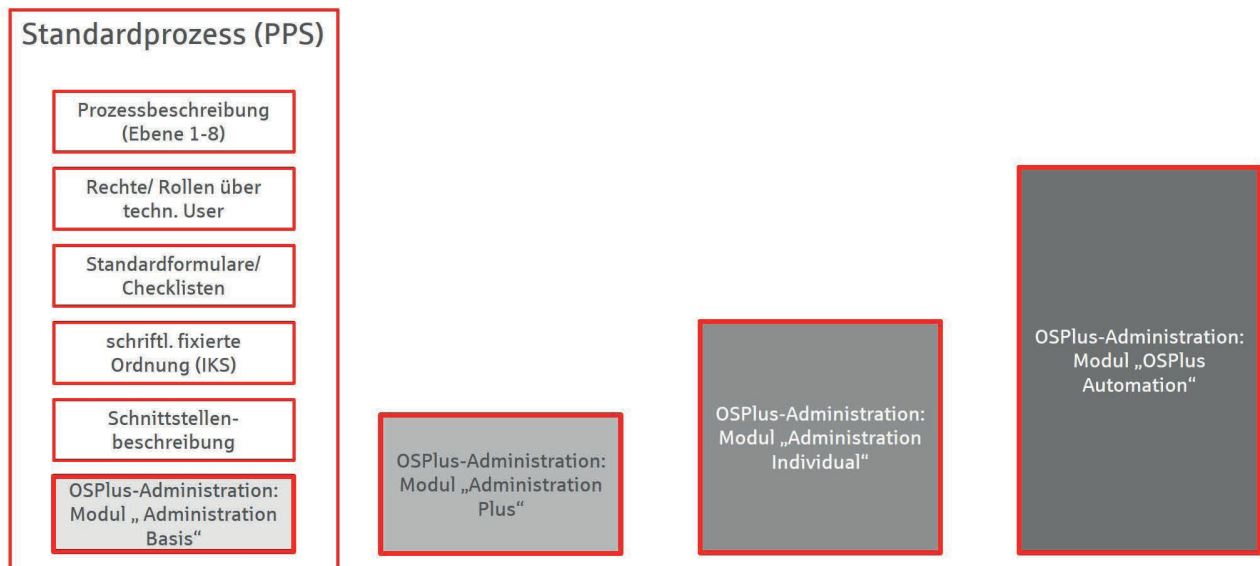 Standardprozess (PPS)
Prozessbeschreibung
(Ebene 1-8)
Rechte/ Rollen über
techn. User
Standardformulare/
Checklisten
schriftl. fixierte
Ordnung (IKS)
Schnittstellen-
beschreibung
OSPlus-Administration:
Modul „ Administration
Basis“
OSPlus-Administration:
Modul „Administration
Plus“
OSPlus-Administration:
Modul „Administration
Individual“
OSPlus-Administration:
Modul „OSPlus
Automation“